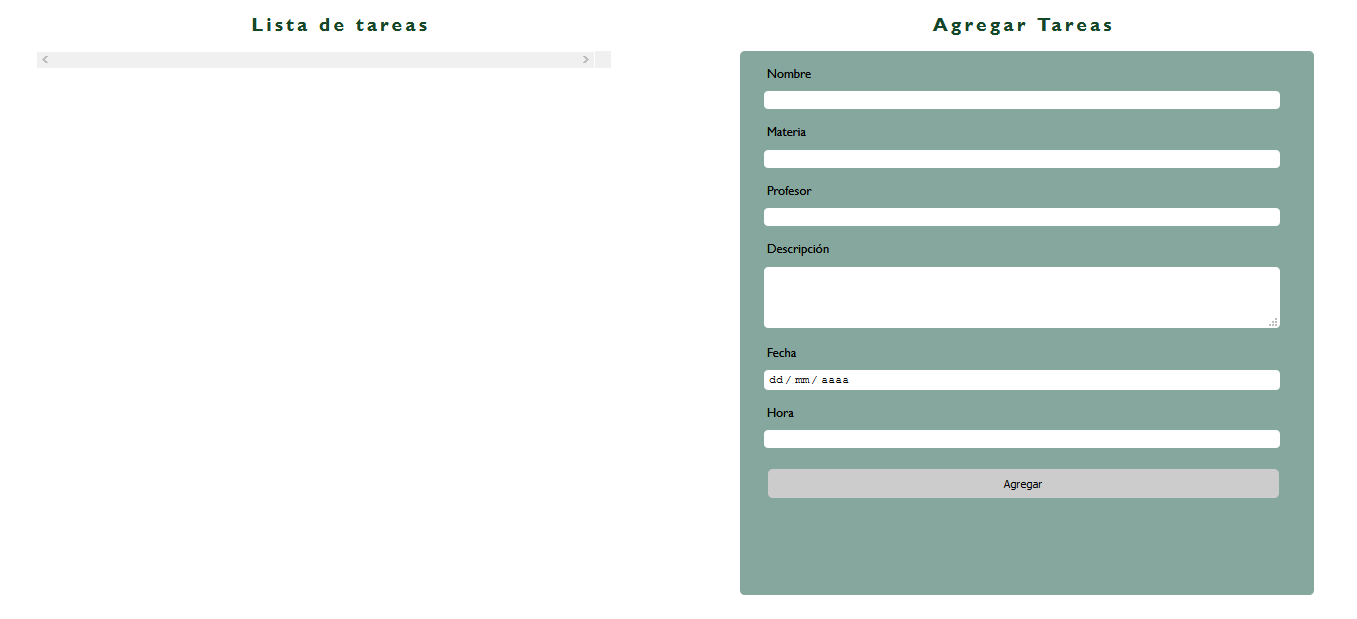 Lista de tareas
Agregar Tareas
Nombre
Materia
Profesor
Descripción
Fecha
dd / mm / aaaa
Hora
Agregar